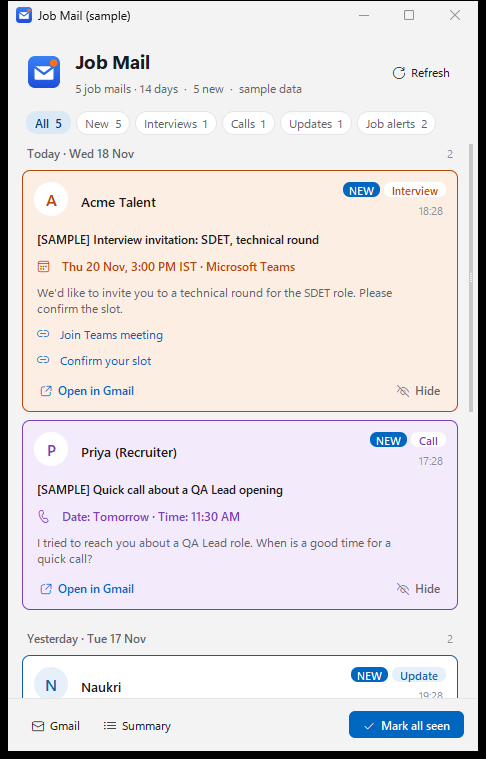 Job Mail (sample)
Job Mail
5 job mails · 14 days · 5 new · sample data
Refresh
All 5
New 5
Interviews 1
Calls 1
Updates 1
Job alerts 2
Today · Wed 18 Nov
2
A
Acme Talent
NEW
Interview
18:28
[SAMPLE] Interview invitation: SDET, technical round
Thu 20 Nov, 3:00 PM IST · Microsoft Teams
We'd like to invite you to a technical round for the SDET role. Please
confirm the slot.
Join Teams meeting
Confirm your slot
Open in Gmail
Hide
P
Priya (Recruiter)
NEW
Call
17:28
[SAMPLE] Quick call about a QA Lead opening
Date: Tomorrow · Time: 11:30 AM
I tried to reach you about a QA Lead role. When is a good time for a
quick call?
Open in Gmail
Hide
Yesterday · Tue 17 Nov
2
N
Naukri
NEW
Update
19:28
Gmail
Summary
Mark all seen